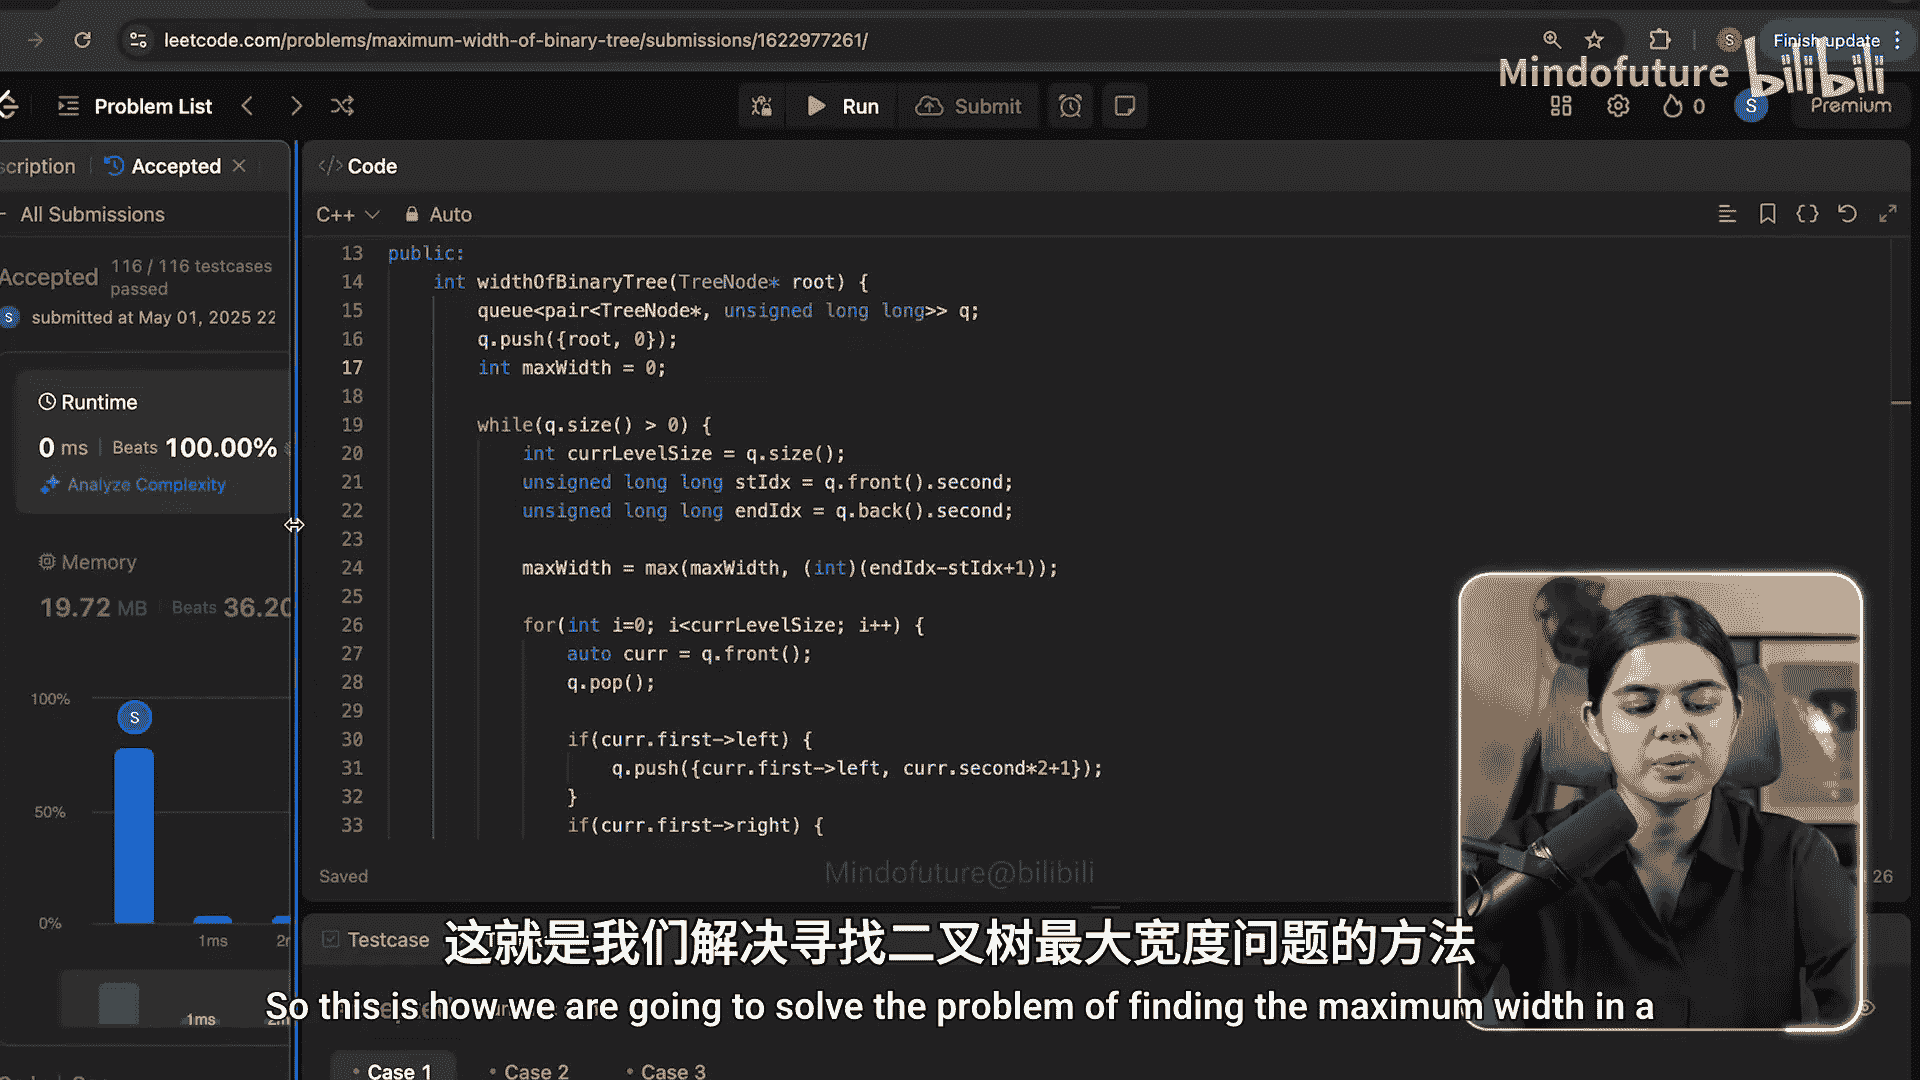 leetcode.com/problems/maximum-width-of-binary-tree/submissions/1622977261/
S
Finish update
Mindofuture bilibili
Problem List
Run
Submit
0
S
Premium
scription
Accepted
Code
All Submissions
C++
Auto
Accepted
116 / 116 testcases
passed
S
submitted at May 01, 2025 22
Runtime
0 ms | Beats 100.00%
Analyze Complexity
Memory
19.72 MB | Beats 36.20
100%
S
50%
0%
1ms
1ms
13 public:
14 int widthOfBinaryTree(TreeNode* root) {
15 queue<pair<TreeNode*, unsigned long long>> q;
16 q.push({root, 0});
17 int maxWidth = 0;
18
19 while(q.size() > 0) {
20 int currLevelSize = q.size();
21 unsigned long long stIdx = q.front().second;
22 unsigned long long endIdx = q.back().second;
23
24 maxWidth = max(maxWidth, (int)(endIdx-stIdx+1));
25
26 for(int i=0; i<currLevelSize; i++) {
27 auto curr = q.front();
28 q.pop();
29
30 if(curr.first->left) {
31 q.push({curr.first->left, curr.second*2+1});
32 }
33 if(curr.first->right) {
Saved
Mindofuture@bilibili
26
Testcase
这就是我们解决寻找二叉树最大宽度问题的方法
So this is how we are going to solve the problem of finding the maximum width in a
Case 1
Case 2
Case 3